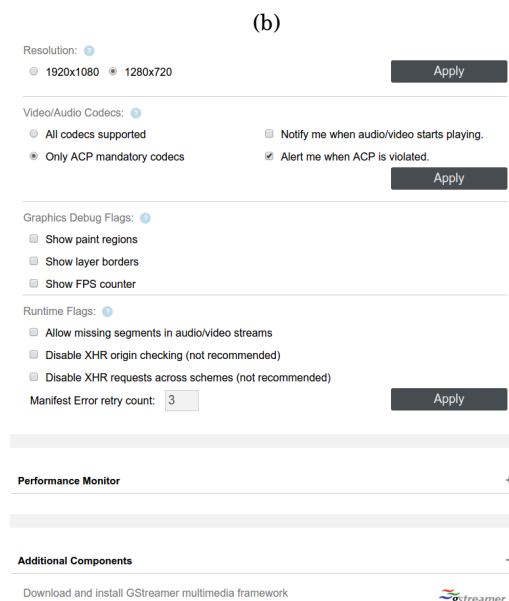 (b)
Resolution: ?
1920x1080 1280x720
Apply
Video/Audio Codecs: ?
All codecs supported
Notify me when audio/video starts playing.
Only ACP mandatory codecs
Alert me when ACP is violated.
Apply
Graphics Debug Flags: ?
Show paint regions
Show layer borders
Show FPS counter
Runtime Flags: ?
Allow missing segments in audio/video streams
Disable XHR origin checking (not recommended)
Disable XHR requests across schemes (not recommended)
Manifest Error retry count: 3
Apply
Performance Monitor
Additional Components
Download and install GStreamer multimedia framework
gstreamer